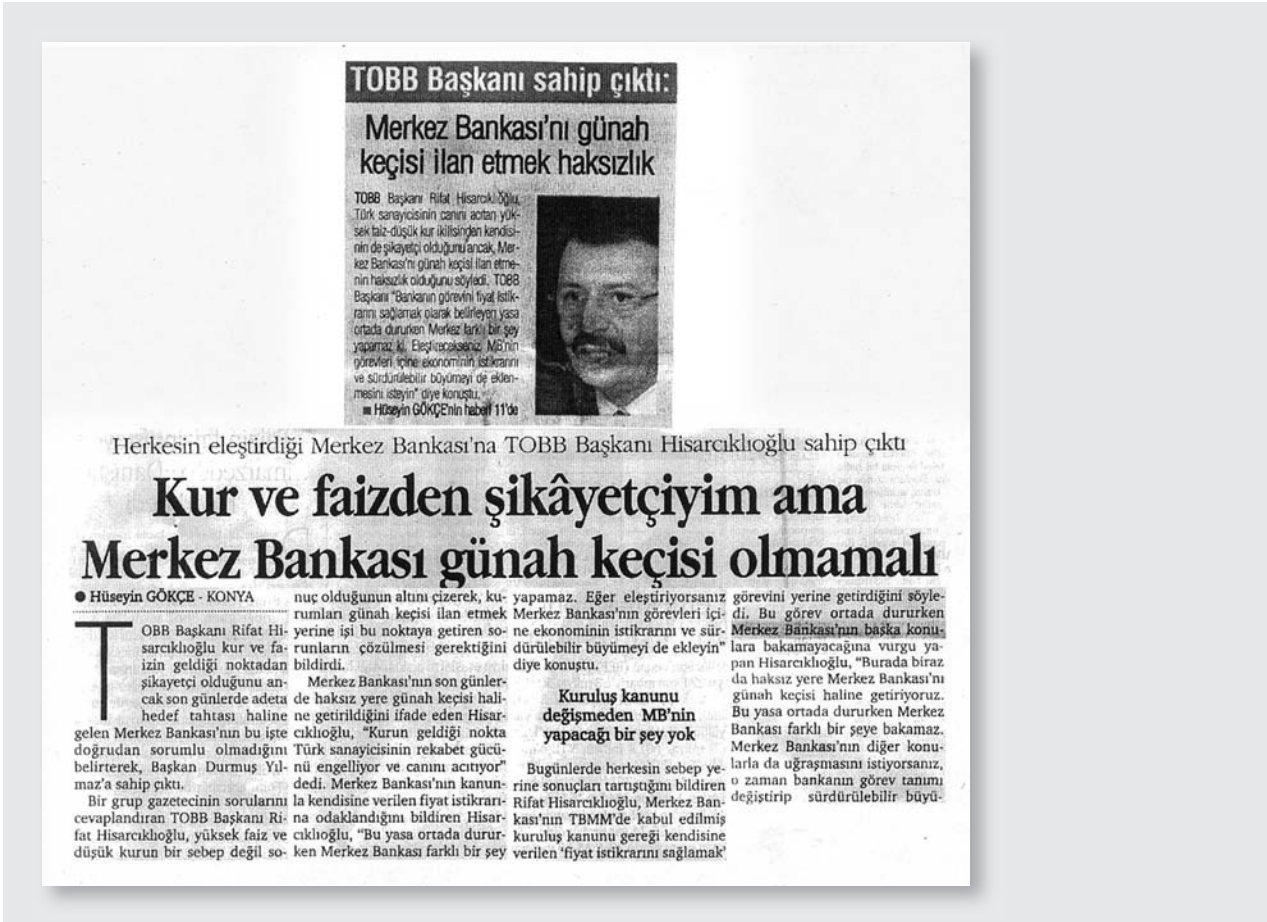 TOBB Başkanı sahip çıktı:
Merkez Bankası'nı günah
keçisi ilan etmek haksızlık
TOBB Başkanı Rifat Hisarcıklıoğlu,
Türk sanayicisinin canını acıtan yük-
sek faiz-düşük kur ikilisinden kendisi-
nin de şikayetçi olduğunu ancak, Mer-
kez Bankası'nı günah keçisi ilan etme-
nin haksızlık olduğunu söyledi. TOBB
Başkanı "Bankanın görevini fiyat istik-
rarını sağlamak olarak belirleyen yasa
ortada dururken Merkez farklı bir şey
yapamaz ki. Eleştirecekseniz, MB'nin
görevleri içine ekonominin istikrarını
ve sürdürülebilir büyümeyi de eklen-
mesini isteyin" diye konuştu.
■ Hüseyin GÖKÇE'nin haberi 11'de
Herkesin eleştirdiği Merkez Bankası'na TOBB Başkanı Hisarcıklıoğlu sahip çıktı
Kur ve faizden şikâyetçiyim ama
Merkez Bankası günah keçisi olmamalı
● Hüseyin GÖKÇE - KONYA
TOBB Başkanı Rifat Hi-
sarcıklıoğlu kur ve fa-
izin geldiği noktadan
şikayetçi olduğunu an-
cak son günlerde adeta
hedef tahtası haline
gelen Merkez Bankası'nın bu işte
doğrudan sorumlu olmadığını
belirterek, Başkan Durmuş Yıl-
maz'a sahip çıktı.
Bir grup gazetecinin sorularını
cevaplandıran TOBB Başkanı Ri-
fat Hisarcıklıoğlu, yüksek faiz ve
düşük kurun bir sebep değil so-
nuç olduğunun altını çizerek, ku-
rumları günah keçisi ilan etmek
yerine işi bu noktaya getiren so-
runların çözülmesi gerektiğini
bildirdi.
Merkez Bankası'nın son günler-
de haksız yere günah keçisi hali-
ne getirildiğini ifade eden Hisar-
cıklıoğlu, "Kurun geldiği nokta
Türk sanayicisinin rekabet gücü-
nü engelliyor ve canını acıtıyor"
dedi. Merkez Bankası'nın kanun-
la kendisine verilen fiyat istikrarı-
na odaklandığını bildiren Hisar-
cıklıoğlu, "Bu yasa ortada durur-
ken Merkez Bankası farklı bir şey
yapamaz. Eğer eleştiriyorsanız
Merkez Bankası'nın görevleri içi-
ne ekonominin istikrarını ve sür-
dürülebilir büyümeyi de ekleyin"
diye konuştu.
Kuruluş kanunu
değişmeden MB'nin
yapacağı bir şey yok
Bugünlerde herkesin sebep ye-
rine sonuçları tartıştığını bildiren
Rifat Hisarcıklıoğlu, Merkez Ban-
kası'nın TBMM'de kabul edilmiş
kuruluş kanunu gereği kendisine
verilen 'fiyat istikrarını sağlamak'
görevini yerine getirdiğini söyle-
di. Bu görev ortada dururken
Merkez Bankası'nın başka konu-
lara bakamayacağına vurgu ya-
pan Hisarcıklıoğlu, "Burada biraz
da haksız yere Merkez Bankası'nı
günah keçisi haline getiriyoruz.
Bu yasa ortada dururken Merkez
Bankası farklı bir şeye bakamaz.
Merkez Bankası'nın diğer konu-
larla da uğraşmasını istiyorsanız,
o zaman bankanın görev tanımı
değiştirip sürdürülebilir büyü-